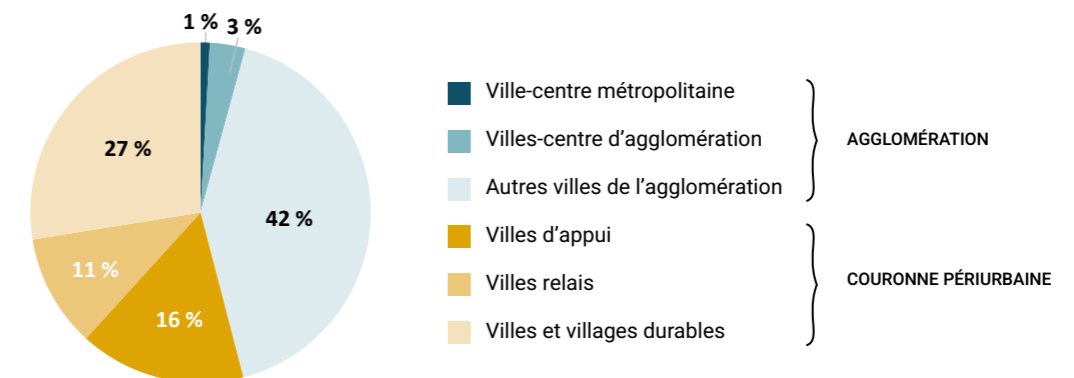 1 %
3 %
27 %
42 %
11 %
16 %
Ville-centre métropolitaine
Villes-centre d’agglomération
Autres villes de l’agglomération
AGGLOMÉRATION
Villes d’appui
Villes relais
Villes et villages durables
COURONNE PÉRIURBAINE